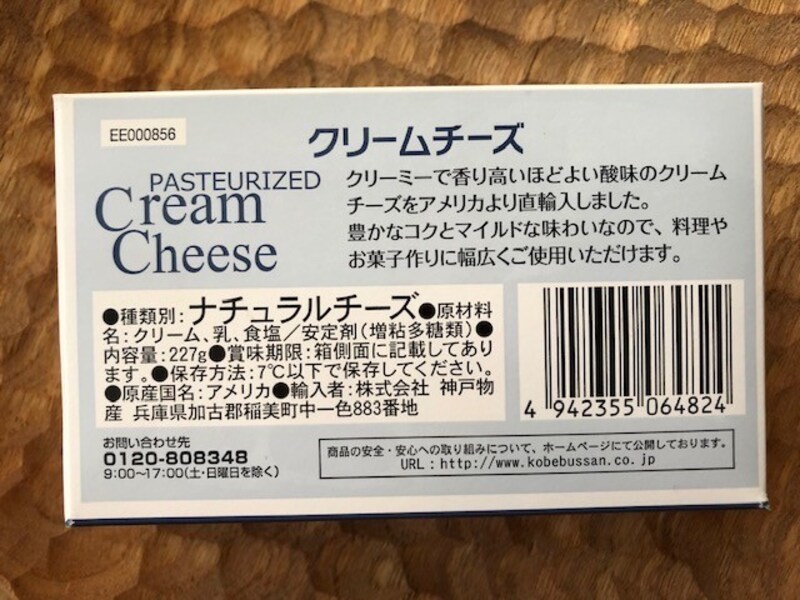 EE000856
クリームチーズ
PASTEURIZED
Cream
Cheese
クリーミーで香り高いほどよい酸味のクリーム
チーズをアメリカより直輸入しました。
豊かなコクとマイルドな味わいなので、料理や
お菓子作りに幅広くご使用いただけます。
●種類別:ナチュラルチーズ●原材料
名:クリーム、乳、食塩／安定剤(増粘多糖類)●
内容量:227g●賞味期限:箱側面に記載してあり
ます。●保存方法:7℃以下で保存してください。
●原産国名:アメリカ●輸入者:株式会社 神戸物
産 兵庫県加古郡稲美町中一色883番地
4 942355 064824
お問い合わせ先
0120-808348
9:00〜17:00(土・日曜日を除く)
商品の安全・安心への取り組みについて、ホームページにて公開しております。
URL:http://www.kobebussan.co.jp